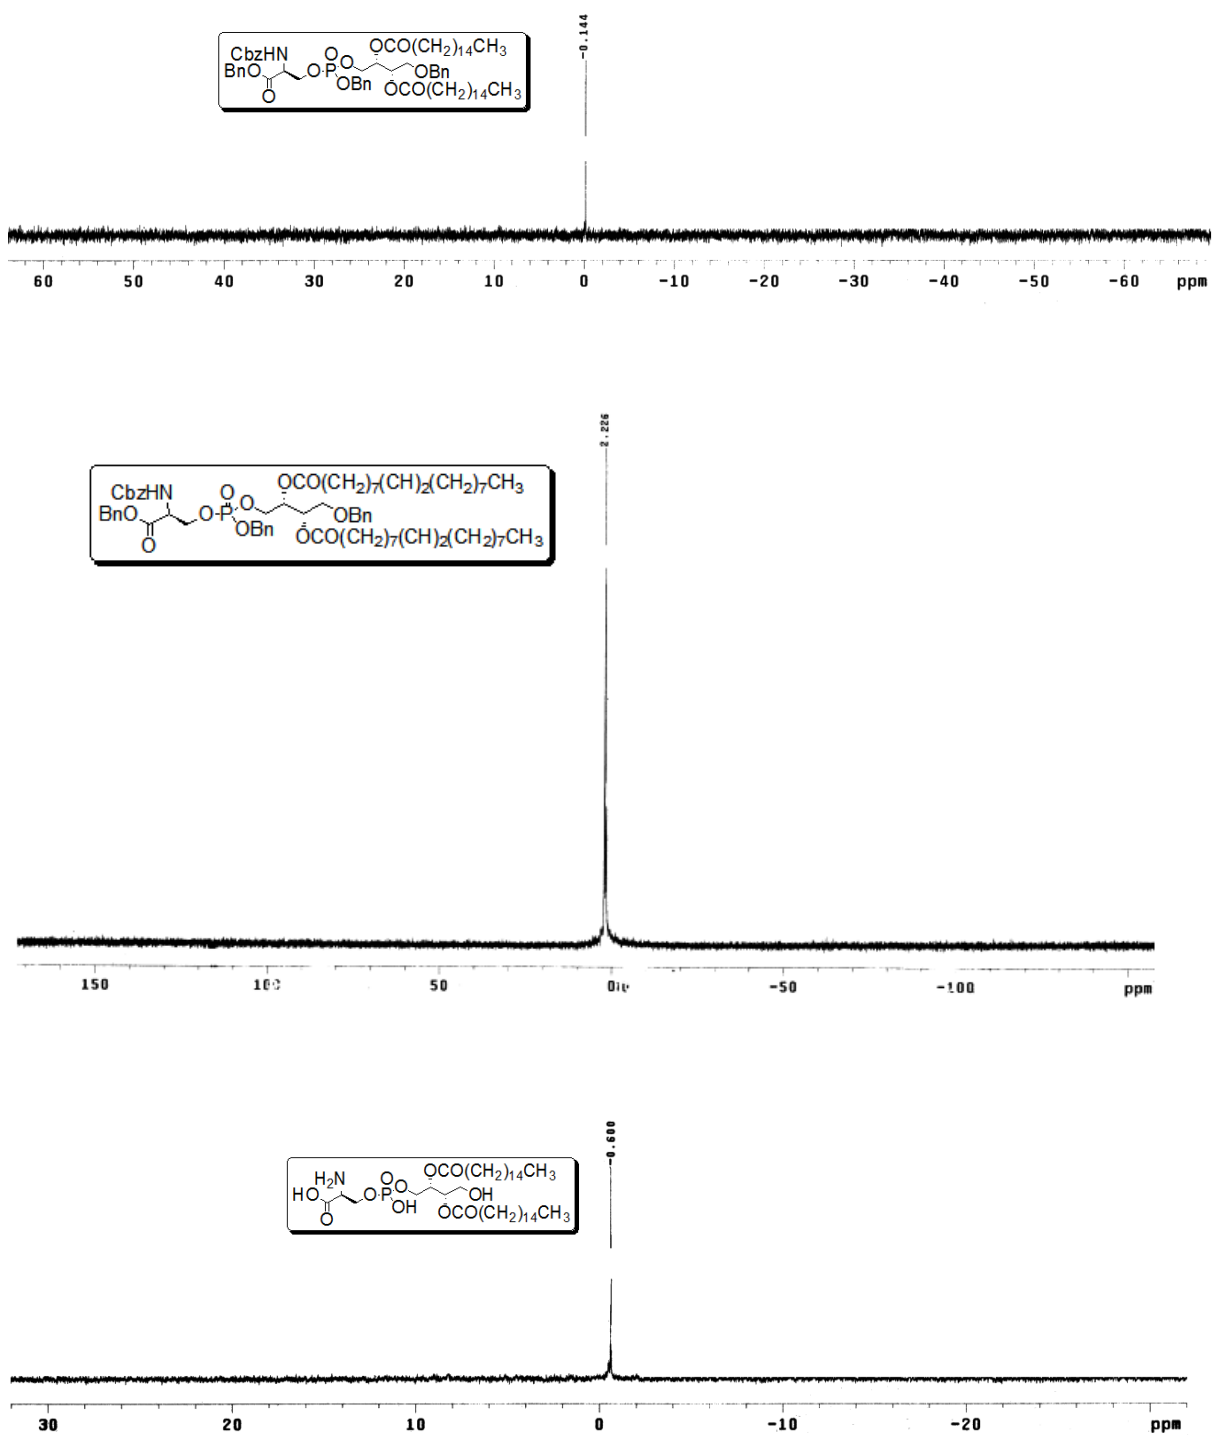 -0.144
OCO(CH2)14CH3
CbzHN O O
BnO O P OBn
O OBn OCO(CH2)14CH3
60 50 40 30 20 10 0 -10 -20 -30 -40 -50 -60 ppm
2.226
OCO(CH2)7(CH)2(CH2)7CH3
CbzHN O O
BnO O P OBn
O OBn OCO(CH2)7(CH)2(CH2)7CH3
150 50 0 -50 -100 ppm
-0.600
OCO(CH2)14CH3
H2N O O
HO O P OH
O OH OCO(CH2)14CH3
30 20 10 0 -10 -20 ppm